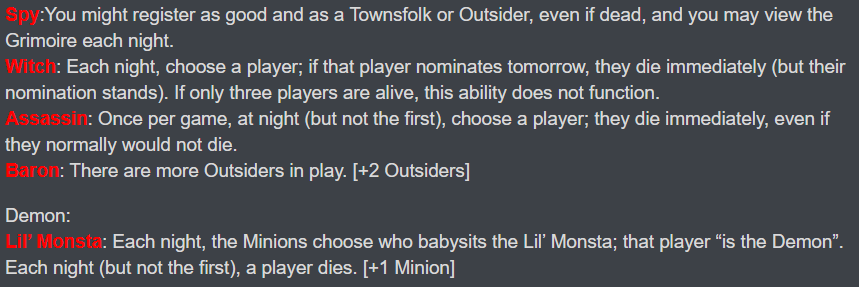 Spy:You might register as good and as a Townsfolk or Outsider, even if dead, and you may view the
Grimoire each night.
Witch: Each night, choose a player; if that player nominates tomorrow, they die immediately (but their
nomination stands). If only three players are alive, this ability does not function.
Assassin: Once per game, at night (but not the first), choose a player; they die immediately, even if
they normally would not die.
Baron: There are more Outsiders in play. [+2 Outsiders]
Demon:
Lil' Monsta: Each night, the Minions choose who babysits the Lil’ Monsta; that player “is the Demon”.
Each night (but not the first), a player dies. [+1 Minion]